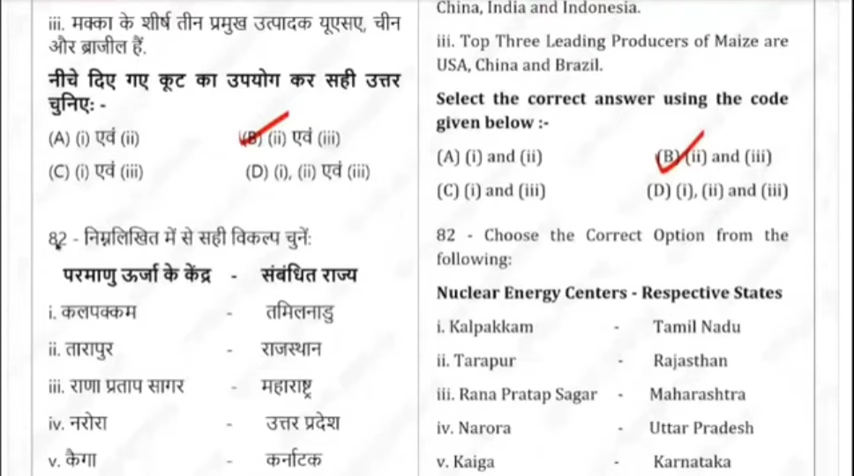 iii. मक्का के शीर्ष तीन प्रमुख उत्पादक यूएसए, चीन
और ब्राजील हैं.
नीचे दिए गए कूट का उपयोग कर सही उत्तर
चुनिए: -
(A) (i) एवं (ii)
(B) (ii) एवं (iii)
(C) (i) एवं (iii)
(D) (i), (ii) एवं (iii)
82 - निम्नलिखित में से सही विकल्प चुनें:
परमाणु ऊर्जा के केंद्र - संबंधित राज्य
i. कलपक्कम - तमिलनाडु
ii. तारापुर - राजस्थान
iii. राणा प्रताप सागर - महाराष्ट्र
iv. नरोरा - उत्तर प्रदेश
v. कैगा - कर्नाटक
China, India and Indonesia.
iii. Top Three Leading Producers of Maize are
USA, China and Brazil.
Select the correct answer using the code
given below :-
(A) (i) and (ii)
(B) (ii) and (iii)
(C) (i) and (iii)
(D) (i), (ii) and (iii)
82 - Choose the Correct Option from the
following:
Nuclear Energy Centers - Respective States
i. Kalpakkam - Tamil Nadu
ii. Tarapur - Rajasthan
iii. Rana Pratap Sagar - Maharashtra
iv. Narora - Uttar Pradesh
v. Kaiga - Karnataka